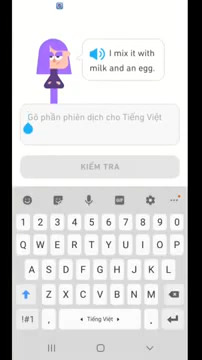 I mix it with
milk and an egg.
Gõ phần phiên dịch cho Tiếng Việt
KIỂM TRA
GIF
1 2 3 4 5 6 7 8 9 0
Q W E R T Y U I O P
A S D F G H J K L
Z X C V B N M
!#1 , Tiếng Việt .